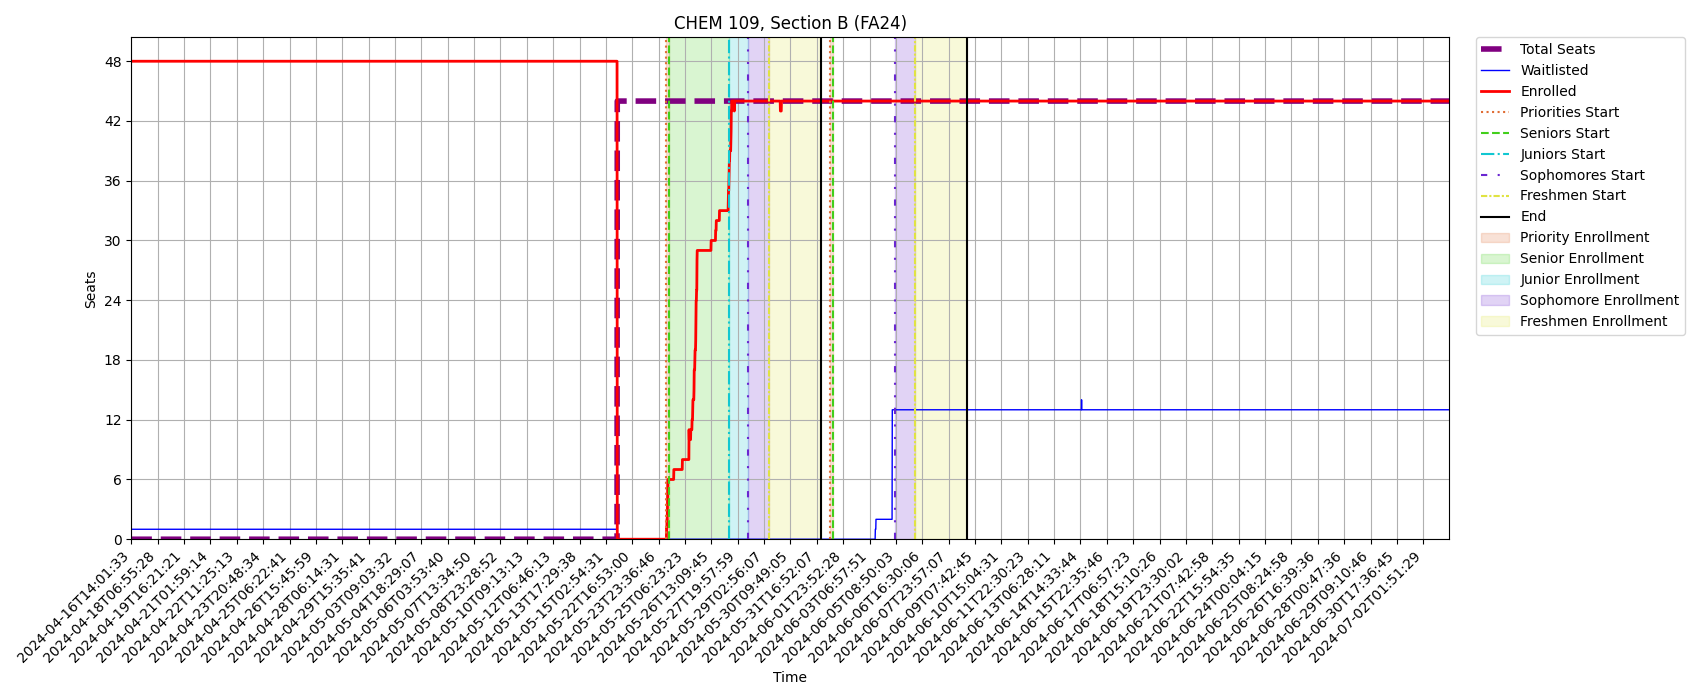 CHEM 109, Section B (FA24)
Seats
48
42
36
30
24
18
12
6
0
2024-04-16T14:01:33
2024-04-18T06:55:28
2024-04-19T16:21:21
2024-04-21T01:59:14
2024-04-22T11:25:13
2024-04-23T20:48:34
2024-04-25T06:22:41
2024-04-26T15:45:59
2024-04-28T06:14:31
2024-04-29T15:35:41
2024-05-03T09:03:32
2024-05-04T18:29:07
2024-05-06T03:53:40
2024-05-07T13:34:50
2024-05-08T23:28:52
2024-05-10T09:13:13
2024-05-12T06:46:13
2024-05-13T17:29:38
2024-05-15T02:54:31
2024-05-22T16:53:00
2024-05-23T23:36:46
2024-05-25T06:23:23
2024-05-26T13:09:45
2024-05-27T19:57:59
2024-05-29T02:56:07
2024-05-30T09:49:05
2024-05-31T16:52:07
2024-06-01T23:52:28
2024-06-03T06:57:51
2024-06-05T08:50:03
2024-06-06T16:30:06
2024-06-07T23:57:07
2024-06-09T07:42:45
2024-06-10T15:04:31
2024-06-11T22:30:23
2024-06-13T06:28:11
2024-06-14T14:33:44
2024-06-15T22:35:46
2024-06-17T06:57:23
2024-06-18T15:10:26
2024-06-19T23:30:02
2024-06-21T07:42:58
2024-06-22T15:54:35
2024-06-24T00:04:15
2024-06-25T08:24:58
2024-06-26T16:39:36
2024-06-28T00:47:36
2024-06-29T09:10:46
2024-06-30T17:36:45
2024-07-02T01:51:29
Time
Total Seats
Waitlisted
Enrolled
Priorities Start
Seniors Start
Juniors Start
Sophomores Start
Freshmen Start
End
Priority Enrollment
Senior Enrollment
Junior Enrollment
Sophomore Enrollment
Freshmen Enrollment